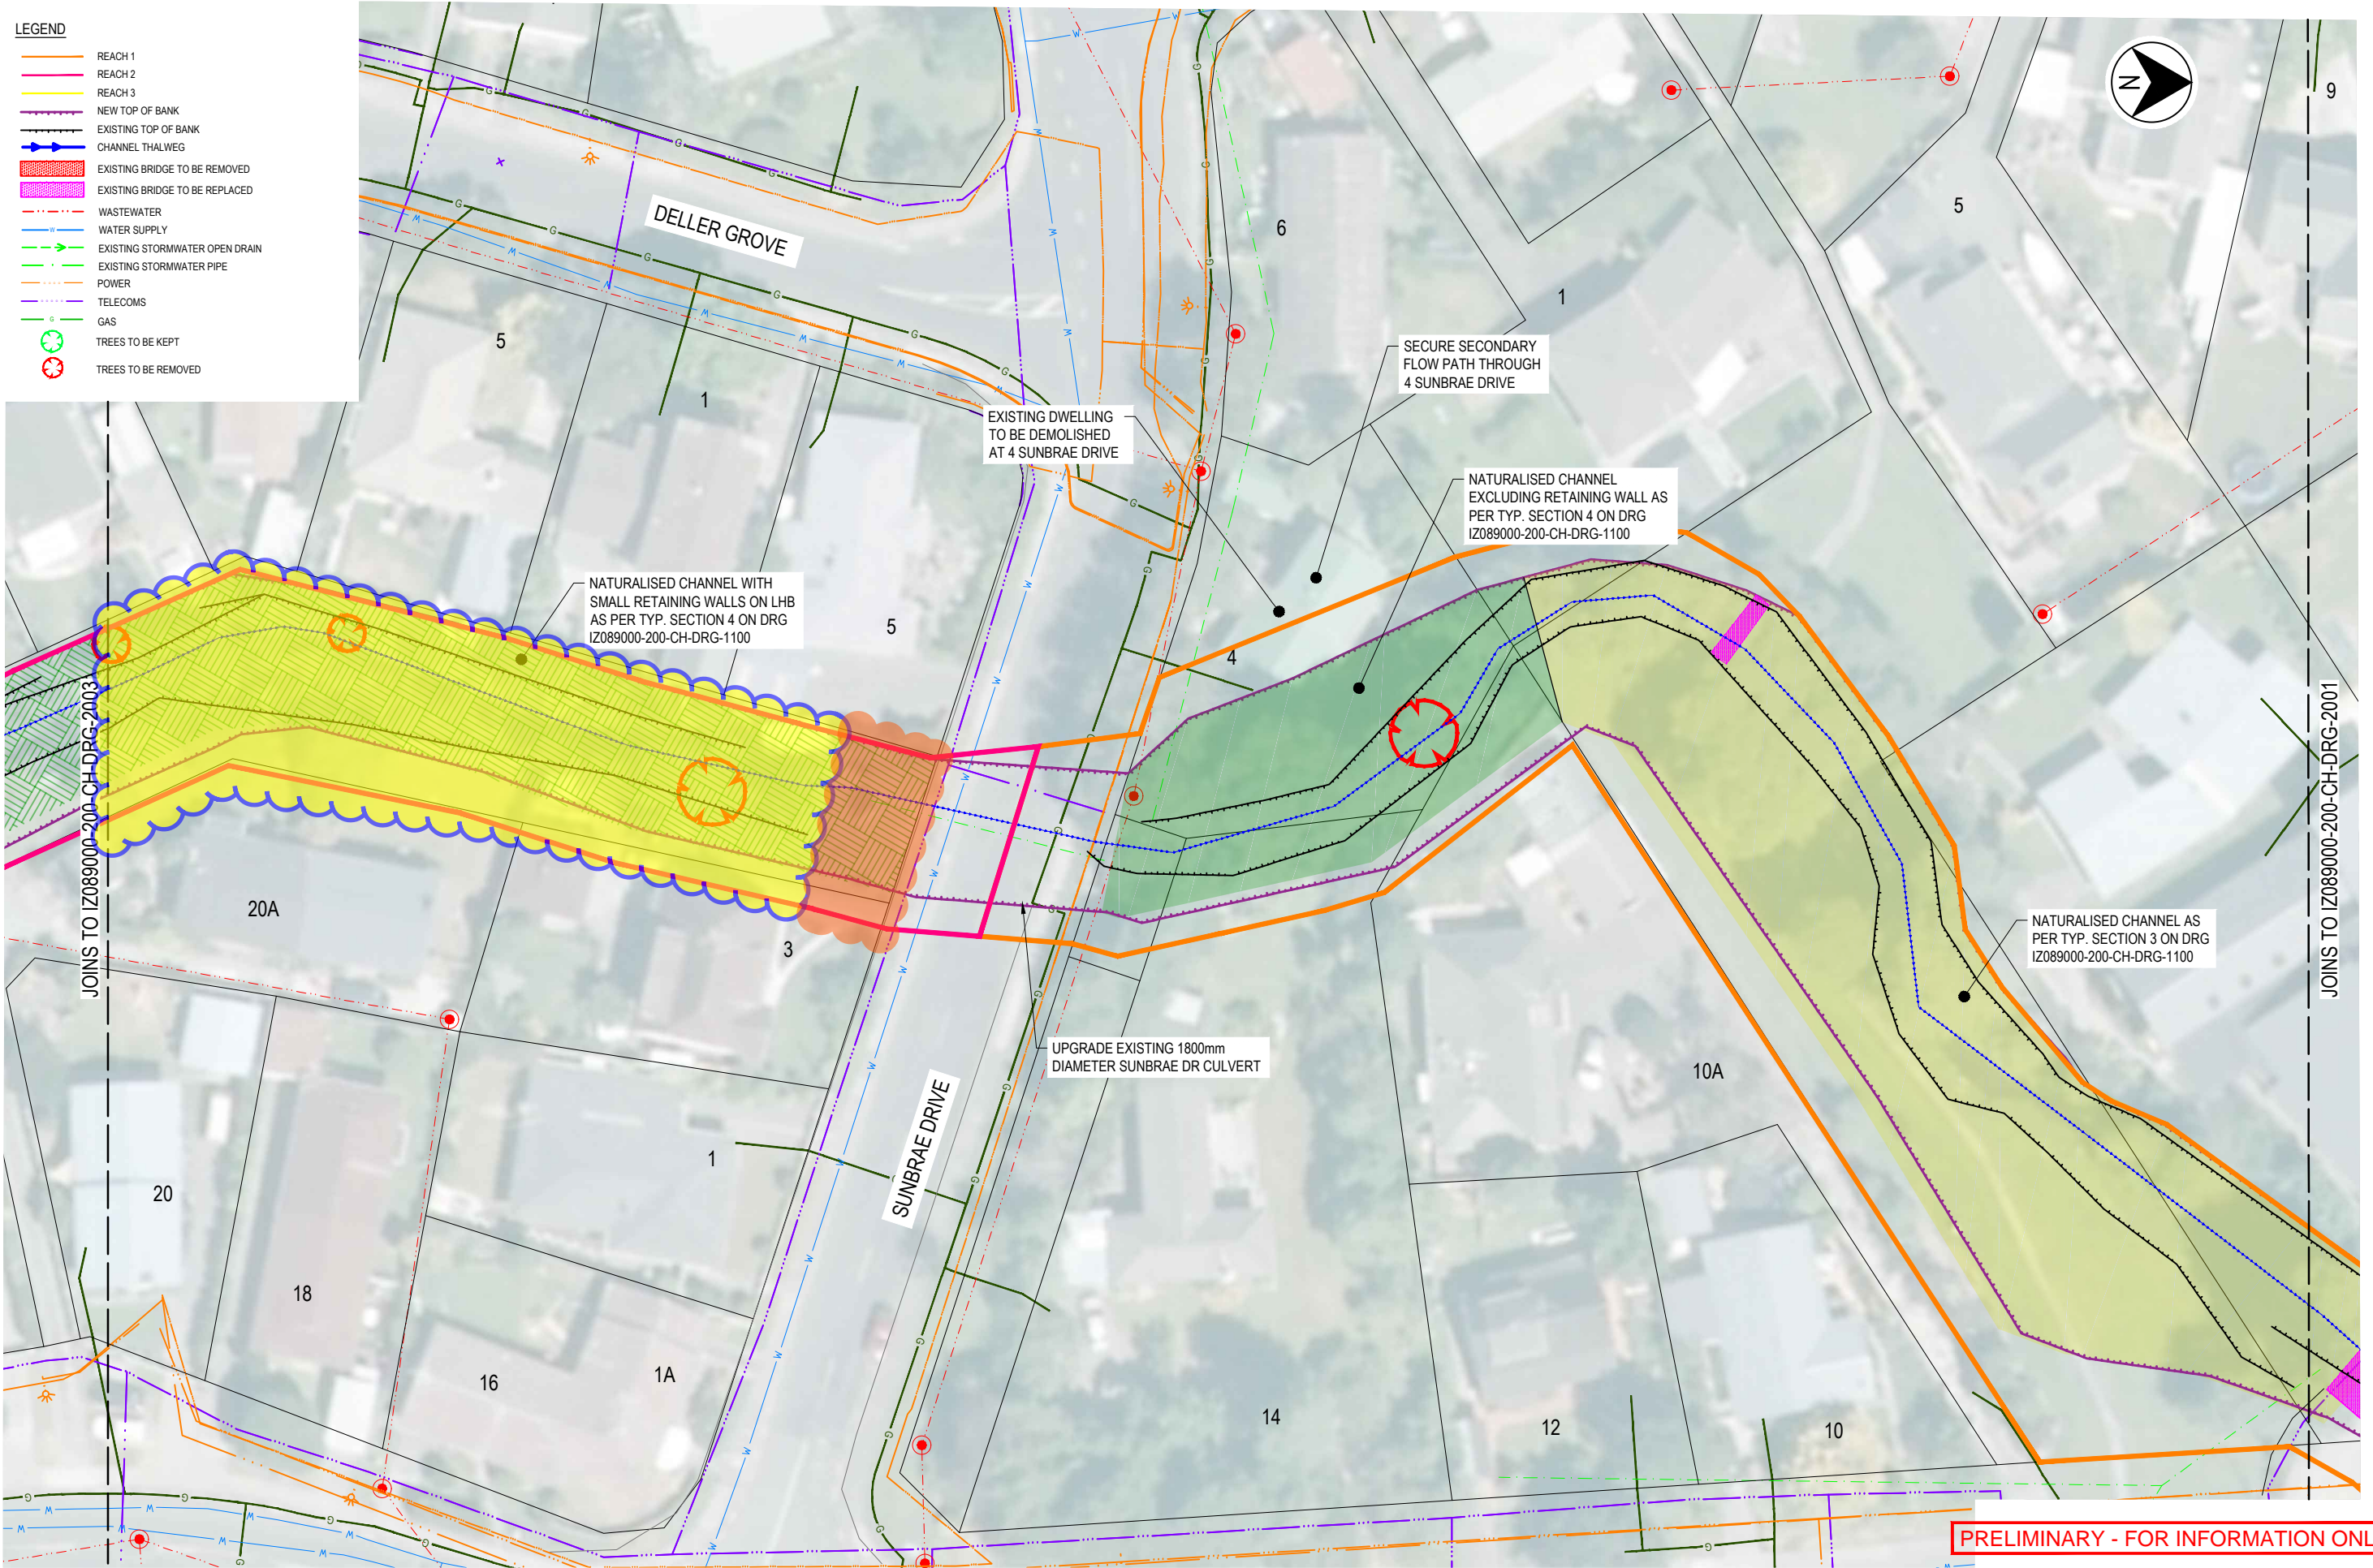 LEGEND
REACH 1
REACH 2
REACH 3
NEW TOP OF BANK
EXISTING TOP OF BANK
CHANNEL THALWEG
EXISTING BRIDGE TO BE REMOVED
EXISTING BRIDGE TO BE REPLACED
WASTEWATER
WATER SUPPLY
EXISTING STORMWATER OPEN DRAIN
EXISTING STORMWATER PIPE
POWER
TELECOMS
GAS
TREES TO BE KEPT
TREES TO BE REMOVED
N
9
DELLER GROVE
6
5
1
5
1
SECURE SECONDARY
FLOW PATH THROUGH
4 SUNBRAE DRIVE
EXISTING DWELLING
TO BE DEMOLISHED
AT 4 SUNBRAE DRIVE
NATURALISED CHANNEL
EXCLUDING RETAINING WALL AS
PER TYP. SECTION 4 ON DRG
IZ089000-200-CH-DRG-1100
NATURALISED CHANNEL WITH
SMALL RETAINING WALLS ON LHB
AS PER TYP. SECTION 4 ON DRG
IZ089000-200-CH-DRG-1100
5
4
JOINS TO IZ089000-200-CH-DRG-2003
JOINS TO IZ089000-200-CH-DRG-2001
20A
3
NATURALISED CHANNEL AS
PER TYP. SECTION 3 ON DRG
IZ089000-200-CH-DRG-1100
UPGRADE EXISTING 1800mm
DIAMETER SUNBRAE DR CULVERT
10A
SUNBRAE DRIVE
1
20
18
16
1A
14
12
10
PRELIMINARY - FOR INFORMATION ONL